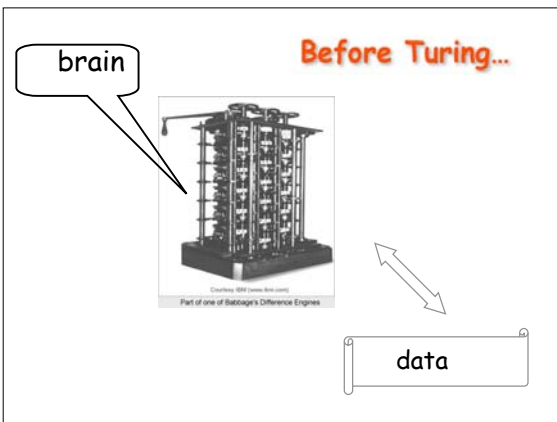 Before Turing...
brain
Courtesy IBM (www.ibm.com)
Part of one of Babbage's Difference Engines
data